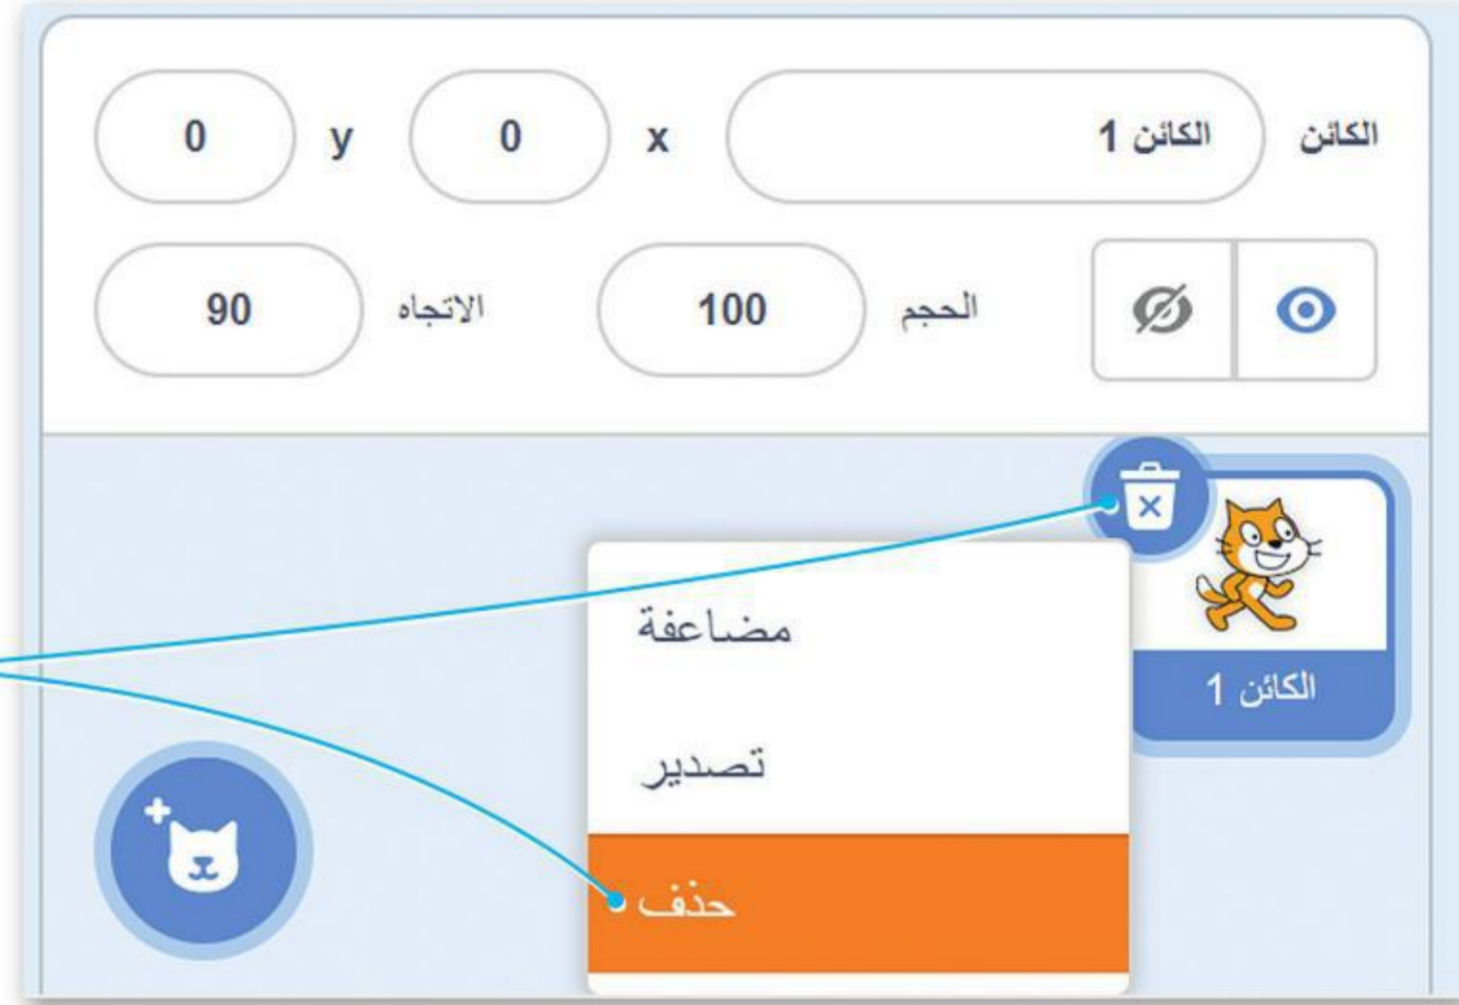 الكائن الكائن 1 x 0 y 0
الحجم 100 الاتجاه 90
مضاعفة
الكائن 1
تصدير
حذف